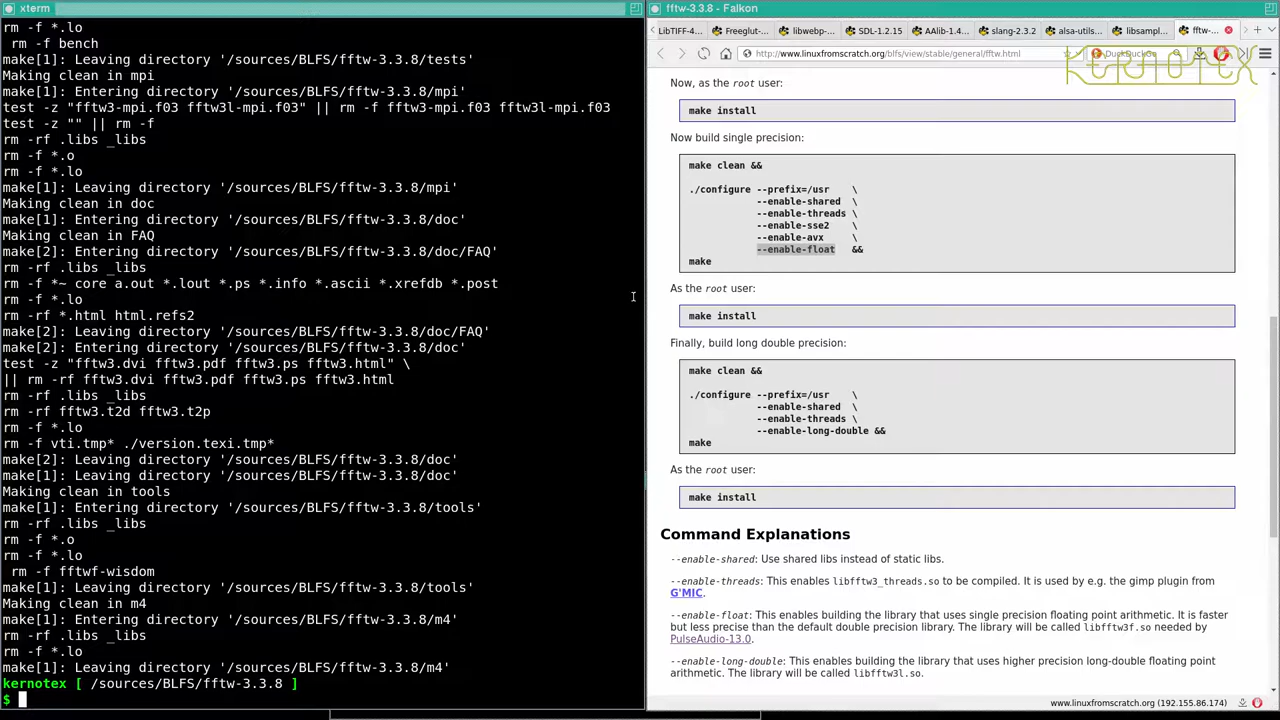 xterm
rm -f *.lo
 rm -f bench
make[1]: Leaving directory '/sources/BLFS/fftw-3.3.8/tests'
Making clean in mpi
make[1]: Entering directory '/sources/BLFS/fftw-3.3.8/mpi'
test -z "fftw3-mpi.f03 fftw3l-mpi.f03" || rm -f fftw3-mpi.f03 fftw3l-mpi.f03
test -z "" || rm -f
rm -rf .libs _libs
rm -f *.o
rm -f *.lo
make[1]: Leaving directory '/sources/BLFS/fftw-3.3.8/mpi'
Making clean in doc
make[1]: Entering directory '/sources/BLFS/fftw-3.3.8/doc'
Making clean in FAQ
make[2]: Entering directory '/sources/BLFS/fftw-3.3.8/doc/FAQ'
rm -rf .libs _libs
rm -f *~ core a.out *.lout *.ps *.info *.ascii *.xrefdb *.post
rm -f *.lo
rm -rf *.html html.refs2
make[2]: Leaving directory '/sources/BLFS/fftw-3.3.8/doc/FAQ'
make[2]: Entering directory '/sources/BLFS/fftw-3.3.8/doc'
test -z "fftw3.dvi fftw3.pdf fftw3.ps fftw3.html" \
|| rm -rf fftw3.dvi fftw3.pdf fftw3.ps fftw3.html
rm -rf .libs _libs
rm -rf fftw3.t2d fftw3.t2p
rm -f *.lo
rm -f vti.tmp* ./version.texi.tmp*
make[2]: Leaving directory '/sources/BLFS/fftw-3.3.8/doc'
make[1]: Leaving directory '/sources/BLFS/fftw-3.3.8/doc'
Making clean in tools
make[1]: Entering directory '/sources/BLFS/fftw-3.3.8/tools'
rm -rf .libs _libs
rm -f *.o
rm -f *.lo
 rm -f fftwf-wisdom
make[1]: Leaving directory '/sources/BLFS/fftw-3.3.8/tools'
Making clean in m4
make[1]: Entering directory '/sources/BLFS/fftw-3.3.8/m4'
rm -rf .libs _libs
rm -f *.lo
make[1]: Leaving directory '/sources/BLFS/fftw-3.3.8/m4'
kernotex [ /sources/BLFS/fftw-3.3.8 ]
$
fftw-3.3.8 - Falkon
LibTIFF-4... Freeglut-... libwebp-... SDL-1.2.15 AAlib-1.4... slang-2.3.2 alsa-utils... libsampl... fftw-...
http://www.linuxfromscratch.org/blfs/view/stable/general/fftw.html DuckDuckGo
KERNOTEX
Now, as the root user:
make install
Now build single precision:
make clean &&
./configure --prefix=/usr \
--enable-shared \
--enable-threads \
--enable-sse2 \
--enable-avx \
--enable-float &&
make
As the root user:
make install
Finally, build long double precision:
make clean &&
./configure --prefix=/usr \
--enable-shared \
--enable-threads \
--enable-long-double &&
make
As the root user:
make install
Command Explanations
--enable-shared: Use shared libs instead of static libs.
--enable-threads: This enables libfftw3_threads.so to be compiled. It is used by e.g. the gimp plugin from
G'MIC.
--enable-float: This enables building the library that uses single precision floating point arithmetic. It is faster
but less precise than the default double precision library. The library will be called libfftw3f.so needed by
PulseAudio-13.0.
--enable-long-double: This enables building the library that uses higher precision long-double floating point
arithmetic. The library will be called libfftw3l.so.
www.linuxfromscratch.org (192.155.86.174)